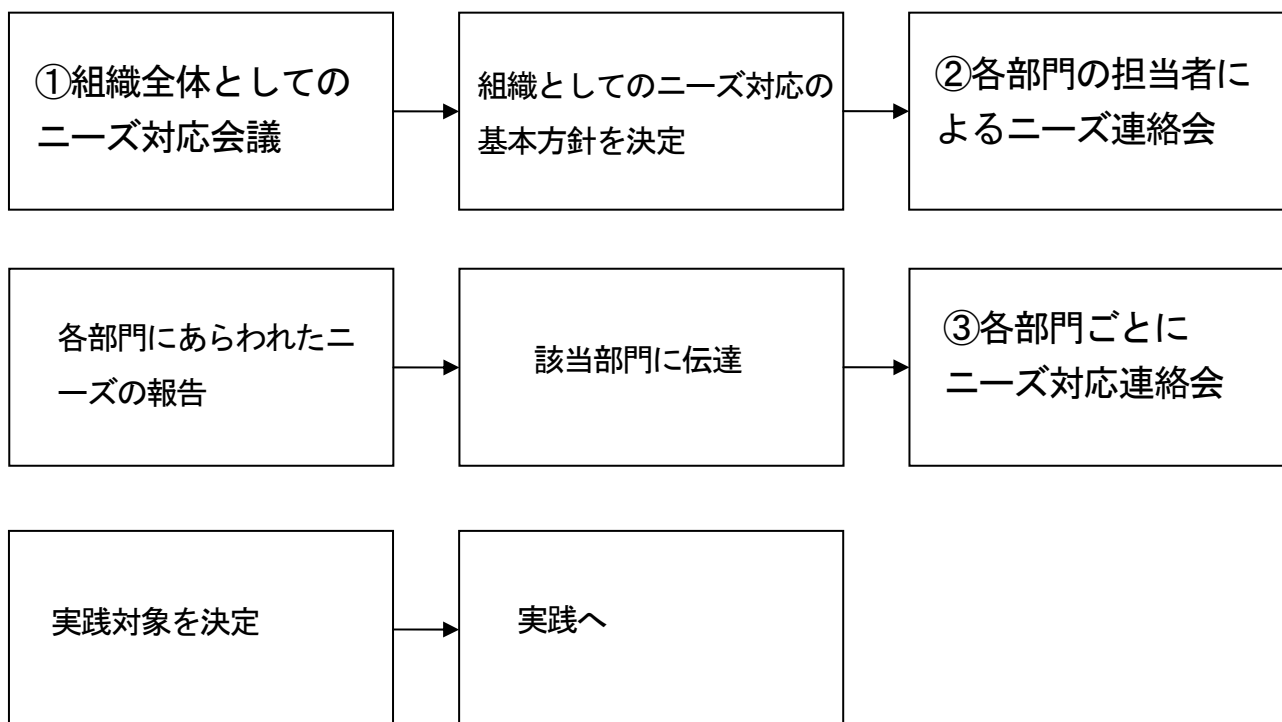 ①組織全体としての
ニーズ対応会議
組織としてのニーズ対応の
基本方針を決定
②各部門の担当者に
よるニーズ連絡会
各部門にあらわれたニ
ーズの報告
該当部門に伝達
③各部門ごとに
ニーズ対応連絡会
実践対象を決定
実践へ